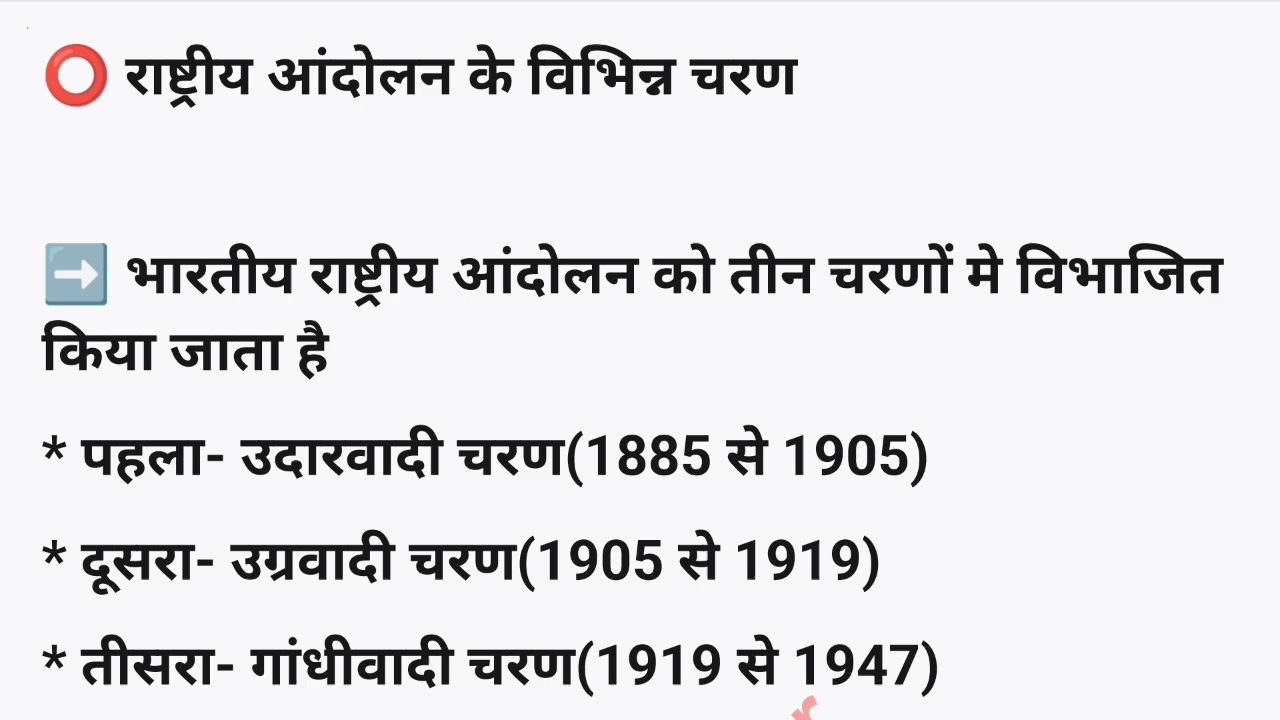 ⭕ राष्ट्रीय आंदोलन के विभिन्न चरण
➡️ भारतीय राष्ट्रीय आंदोलन को तीन चरणों मे विभाजित
किया जाता है
* पहला- उदारवादी चरण(1885 से 1905)
* दूसरा- उग्रवादी चरण(1905 से 1919)
* तीसरा- गांधीवादी चरण(1919 से 1947)